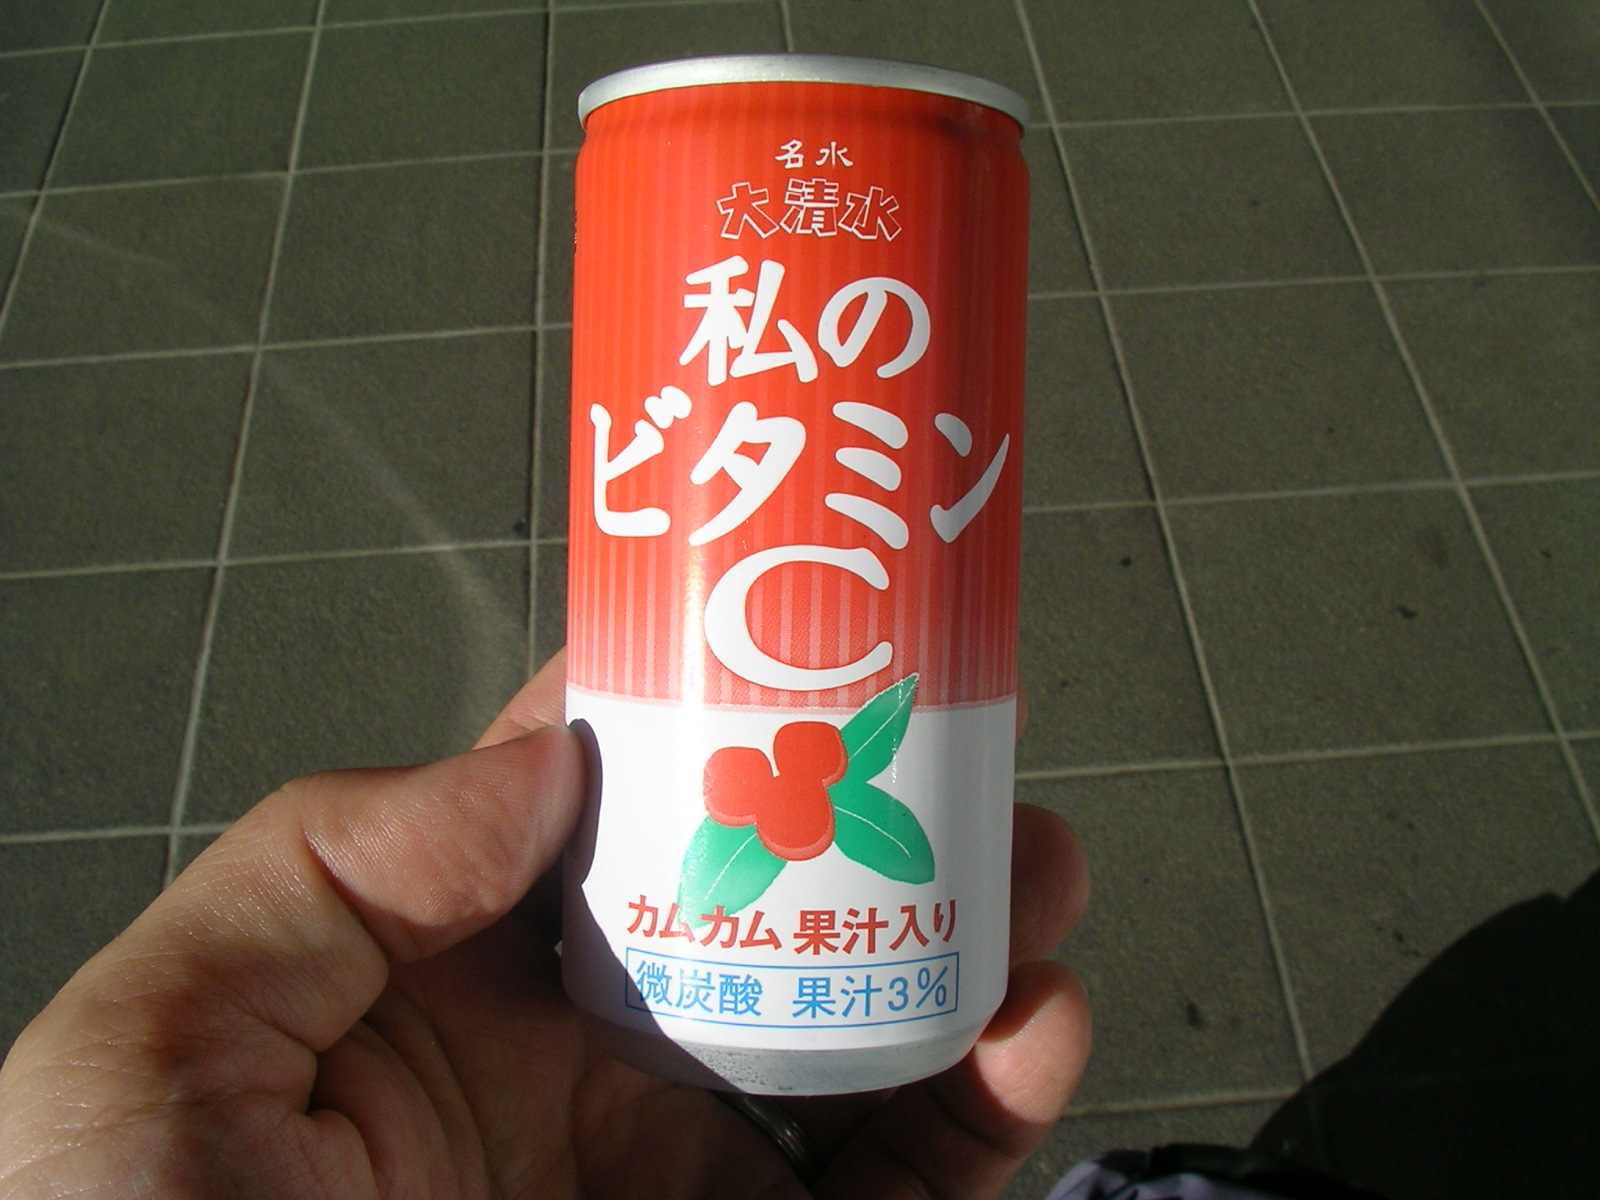 名水
大清水
私の
ビタミン
C
カムカム 果汁入り
微炭酸 果汁3%